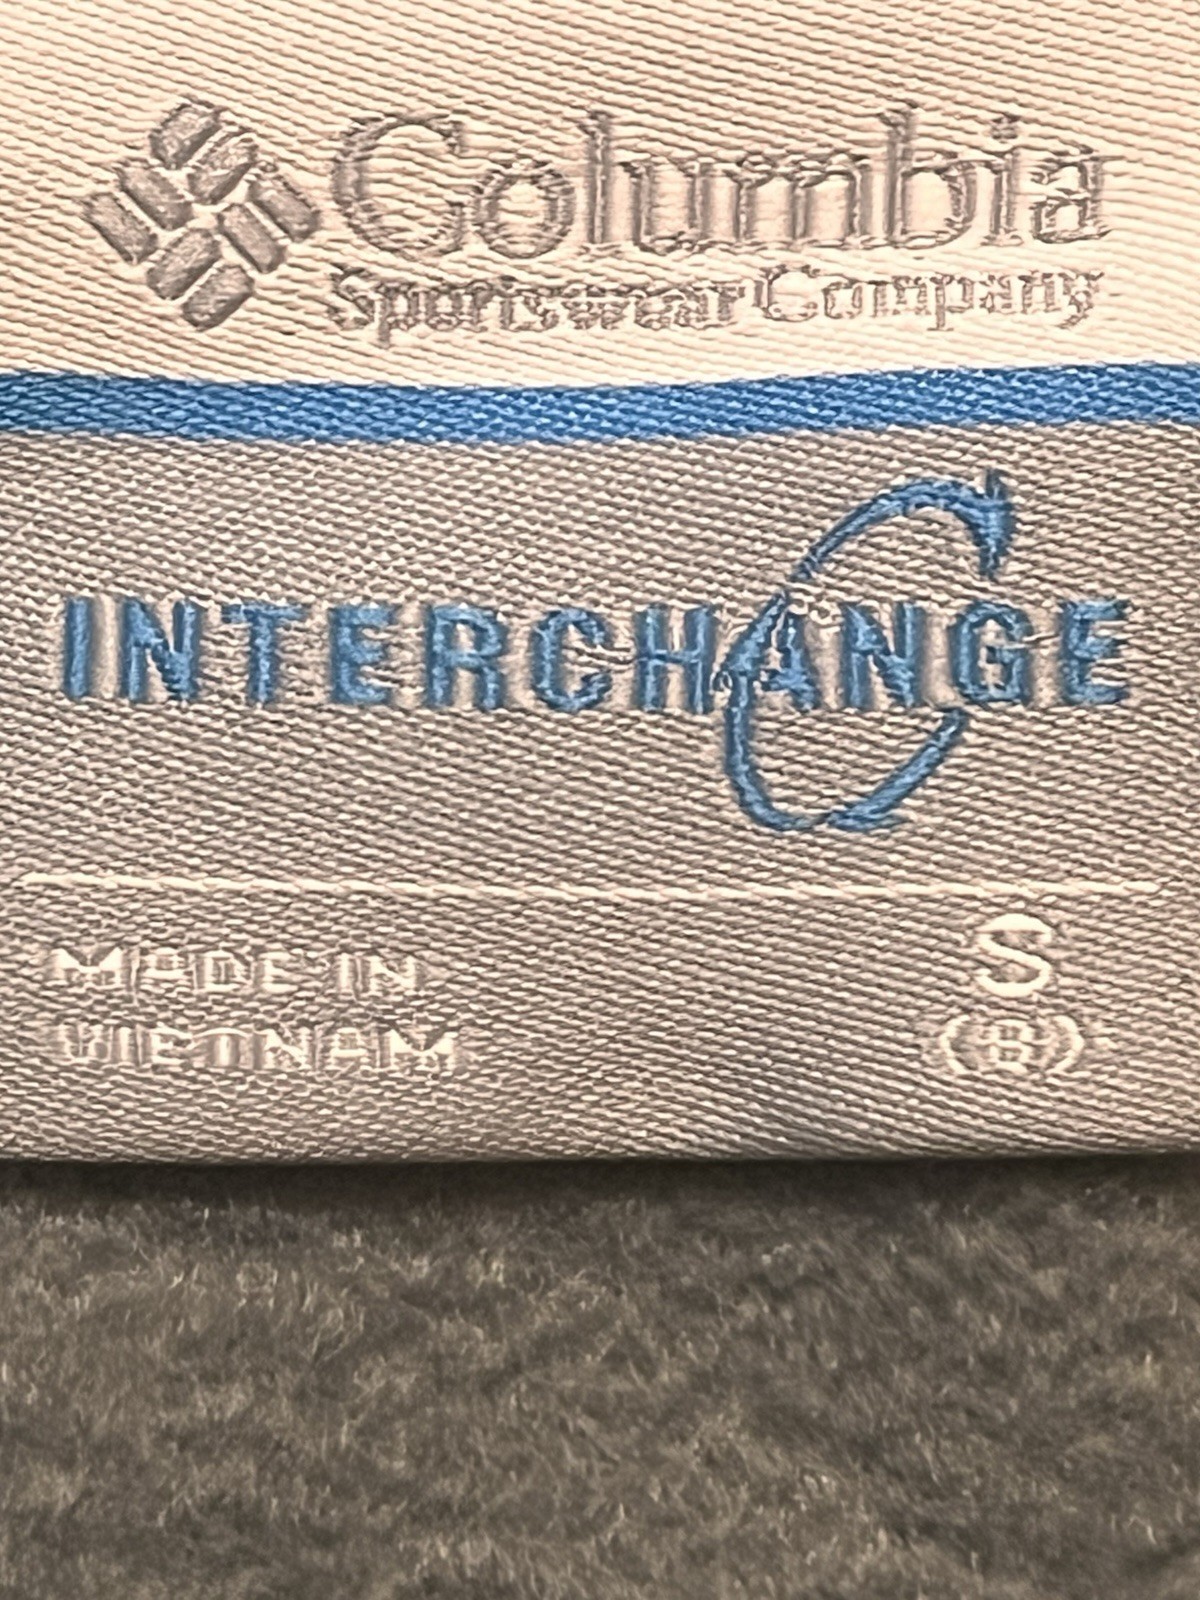 Columbia
Sportswear Company
INTERCHANGE
MADE IN
VIETNAM
S
(8)